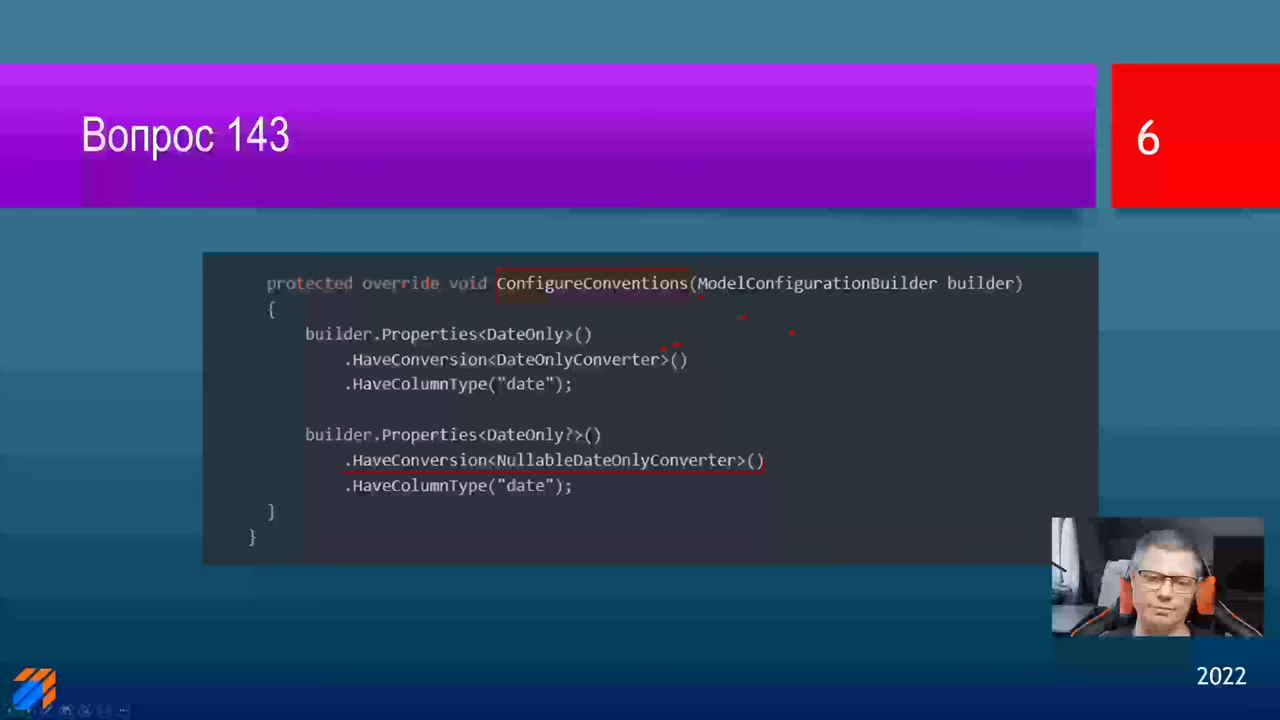 Вопрос 143
6
protected override void ConfigureConventions(ModelConfigurationBuilder builder)
{
builder.Properties<DateOnly>()
.HaveConversion<DateOnlyConverter>()
.HaveColumnType("date");
builder.Properties<DateOnly?>()
.HaveConversion<NullableDateOnlyConverter>()
.HaveColumnType("date");
}
}
2022